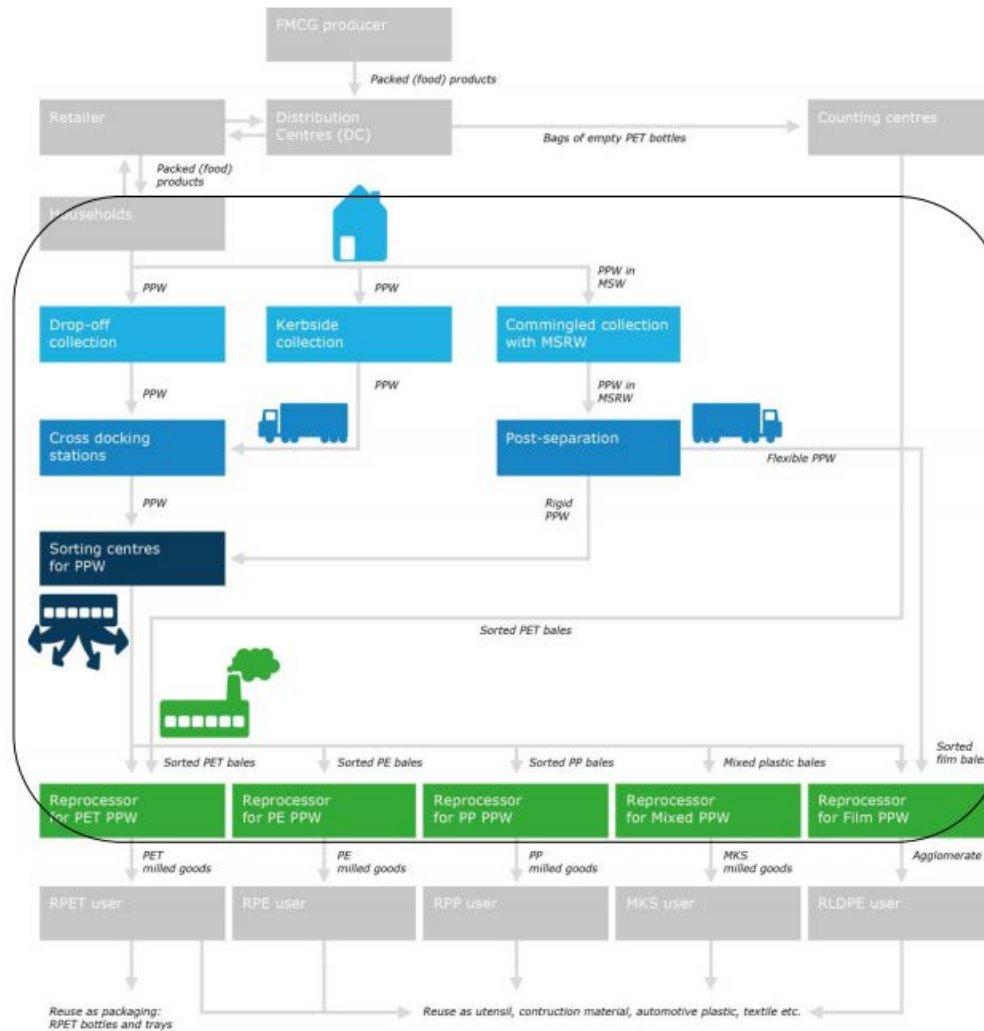 FMCG producer
Packed (food) products
Retailer
Distribution
Centres (DC)
Counting centres
Bags of empty PET bottles
Packed (food)
products
Households
PPW
PPW
PPW in
MSW
Drop-off
collection
Kerbside
collection
Commingled collection
with MSRW
PPW
PPW
PPW in
MSRW
Cross docking
stations
Post-separation
Flexible PPW
PPW
Rigid
PPW
Sorting centres
for PPW
Sorted PET bales
Sorted PET bales
Sorted PE bales
Sorted PP bales
Mixed plastic bales
Sorted
film bales
Reprocessor
for PET PPW
Reprocessor
for PE PPW
Reprocessor
for PP PPW
Reprocessor
for Mixed PPW
Reprocessor
for Film PPW
PET
milled goods
PE
milled goods
PP
milled goods
MKS
milled goods
Agglomerate
RPET user
RPE user
RPP user
MKS user
RLDPE user
Reuse as packaging:
RPET bottles and trays
Reuse as utensil, contruction material, automotive plastic, textile etc.